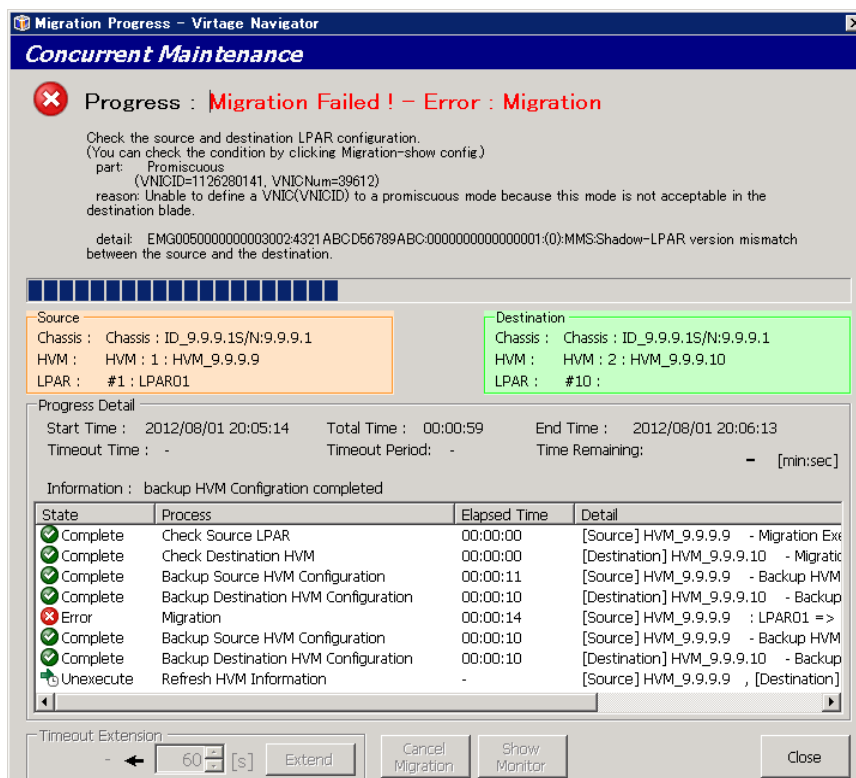 Migration Progress - Virtage Navigator
Concurrent Maintenance
Progress : Migration Failed ! - Error : Migration
Check the source and destination LPAR configuration.
(You can check the condition by clicking Migration-show config.)
part: Promiscuous
(VNICID=1126280141, VNICNum=39612)
reason: Unable to define a VNIC(VNICID) to a promiscuous mode because this mode is not acceptable in the
destination blade.
detail: EMG0050000000003002:4321ABCD56789ABC:0000000000000001:(0):MMS:Shadow-LPAR version mismatch
between the source and the destination.
Source
Chassis : Chassis : ID_9.9.9.1S/N:9.9.9.1
HVM : HVM : 1 : HVM_9.9.9.9
LPAR : #1 : LPAR01
Destination
Chassis : Chassis : ID_9.9.9.1S/N:9.9.9.1
HVM : HVM : 2 : HVM_9.9.9.10
LPAR : #10 :
Progress Detail
Start Time : 2012/08/01 20:05:14 Total Time : 00:00:59 End Time : 2012/08/01 20:06:13
Timeout Time : - Timeout Period: - Time Remaining: - [min:sec]
Information : backup HVM Configration completed
State Process Elapsed Time Detail
Complete Check Source LPAR 00:00:00 [Source] HVM_9.9.9.9 - Migration Exe
Complete Check Destination HVM 00:00:00 [Destination] HVM_9.9.9.10 - Migratio
Complete Backup Source HVM Configuration 00:00:11 [Source] HVM_9.9.9.9 - Backup HVM
Complete Backup Destination HVM Configuration 00:00:10 [Destination] HVM_9.9.9.10 - Backup
Error Migration 00:00:14 [Source] HVM_9.9.9.9 : LPAR01 =>
Complete Backup Source HVM Configuration 00:00:10 [Source] HVM_9.9.9.9 - Backup HVM
Complete Backup Destination HVM Configuration 00:00:10 [Destination] HVM_9.9.9.10 - Backup
Unexecute Refresh HVM Information - [Source] HVM_9.9.9.9 , [Destination]
Timeout Extension
- 60 [s] Extend
Cancel
Migration
Show
Monitor
Close